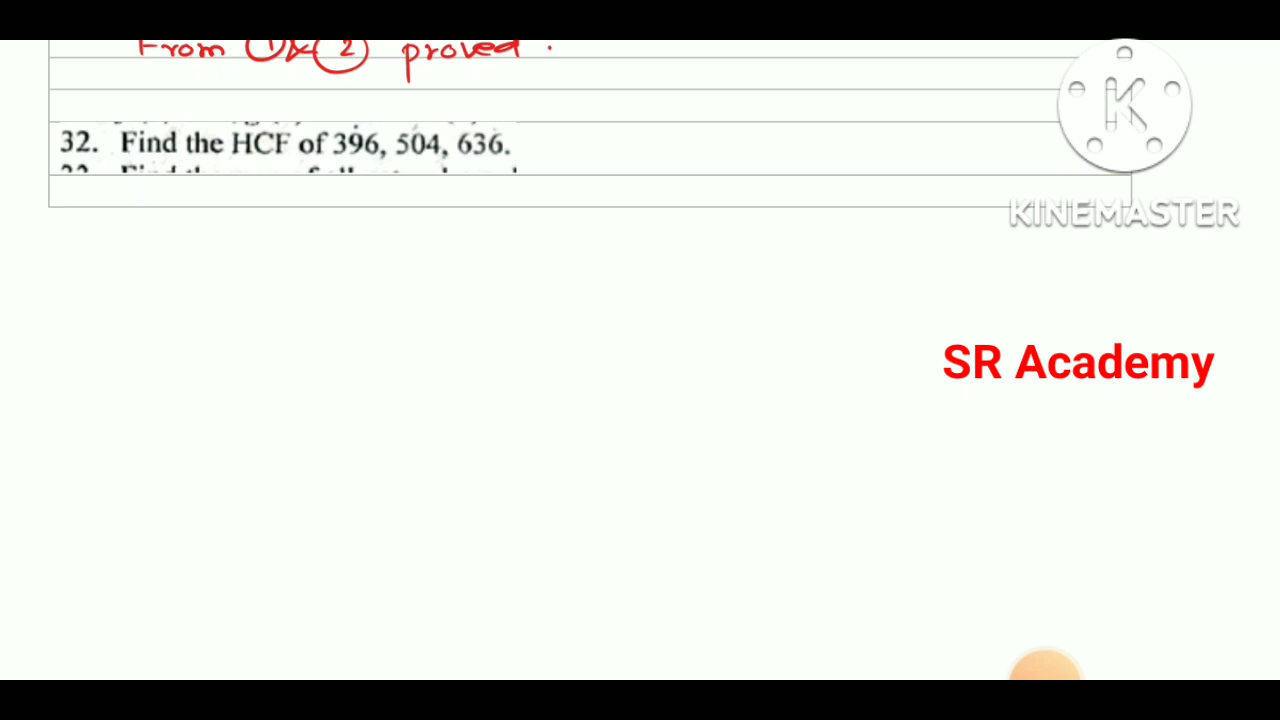 From ① & ② proved.
32. Find the HCF of 396, 504, 636.
K
KINEMASTER
SR Academy